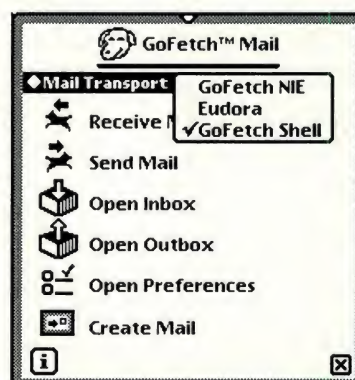 GoFetch™ Mail
◆Mail Transport
GoFetch NIE
Eudora
✓GoFetch Shell
Receive
Send Mail
Open Inbox
Open Outbox
Open Preferences
Create Mail
i